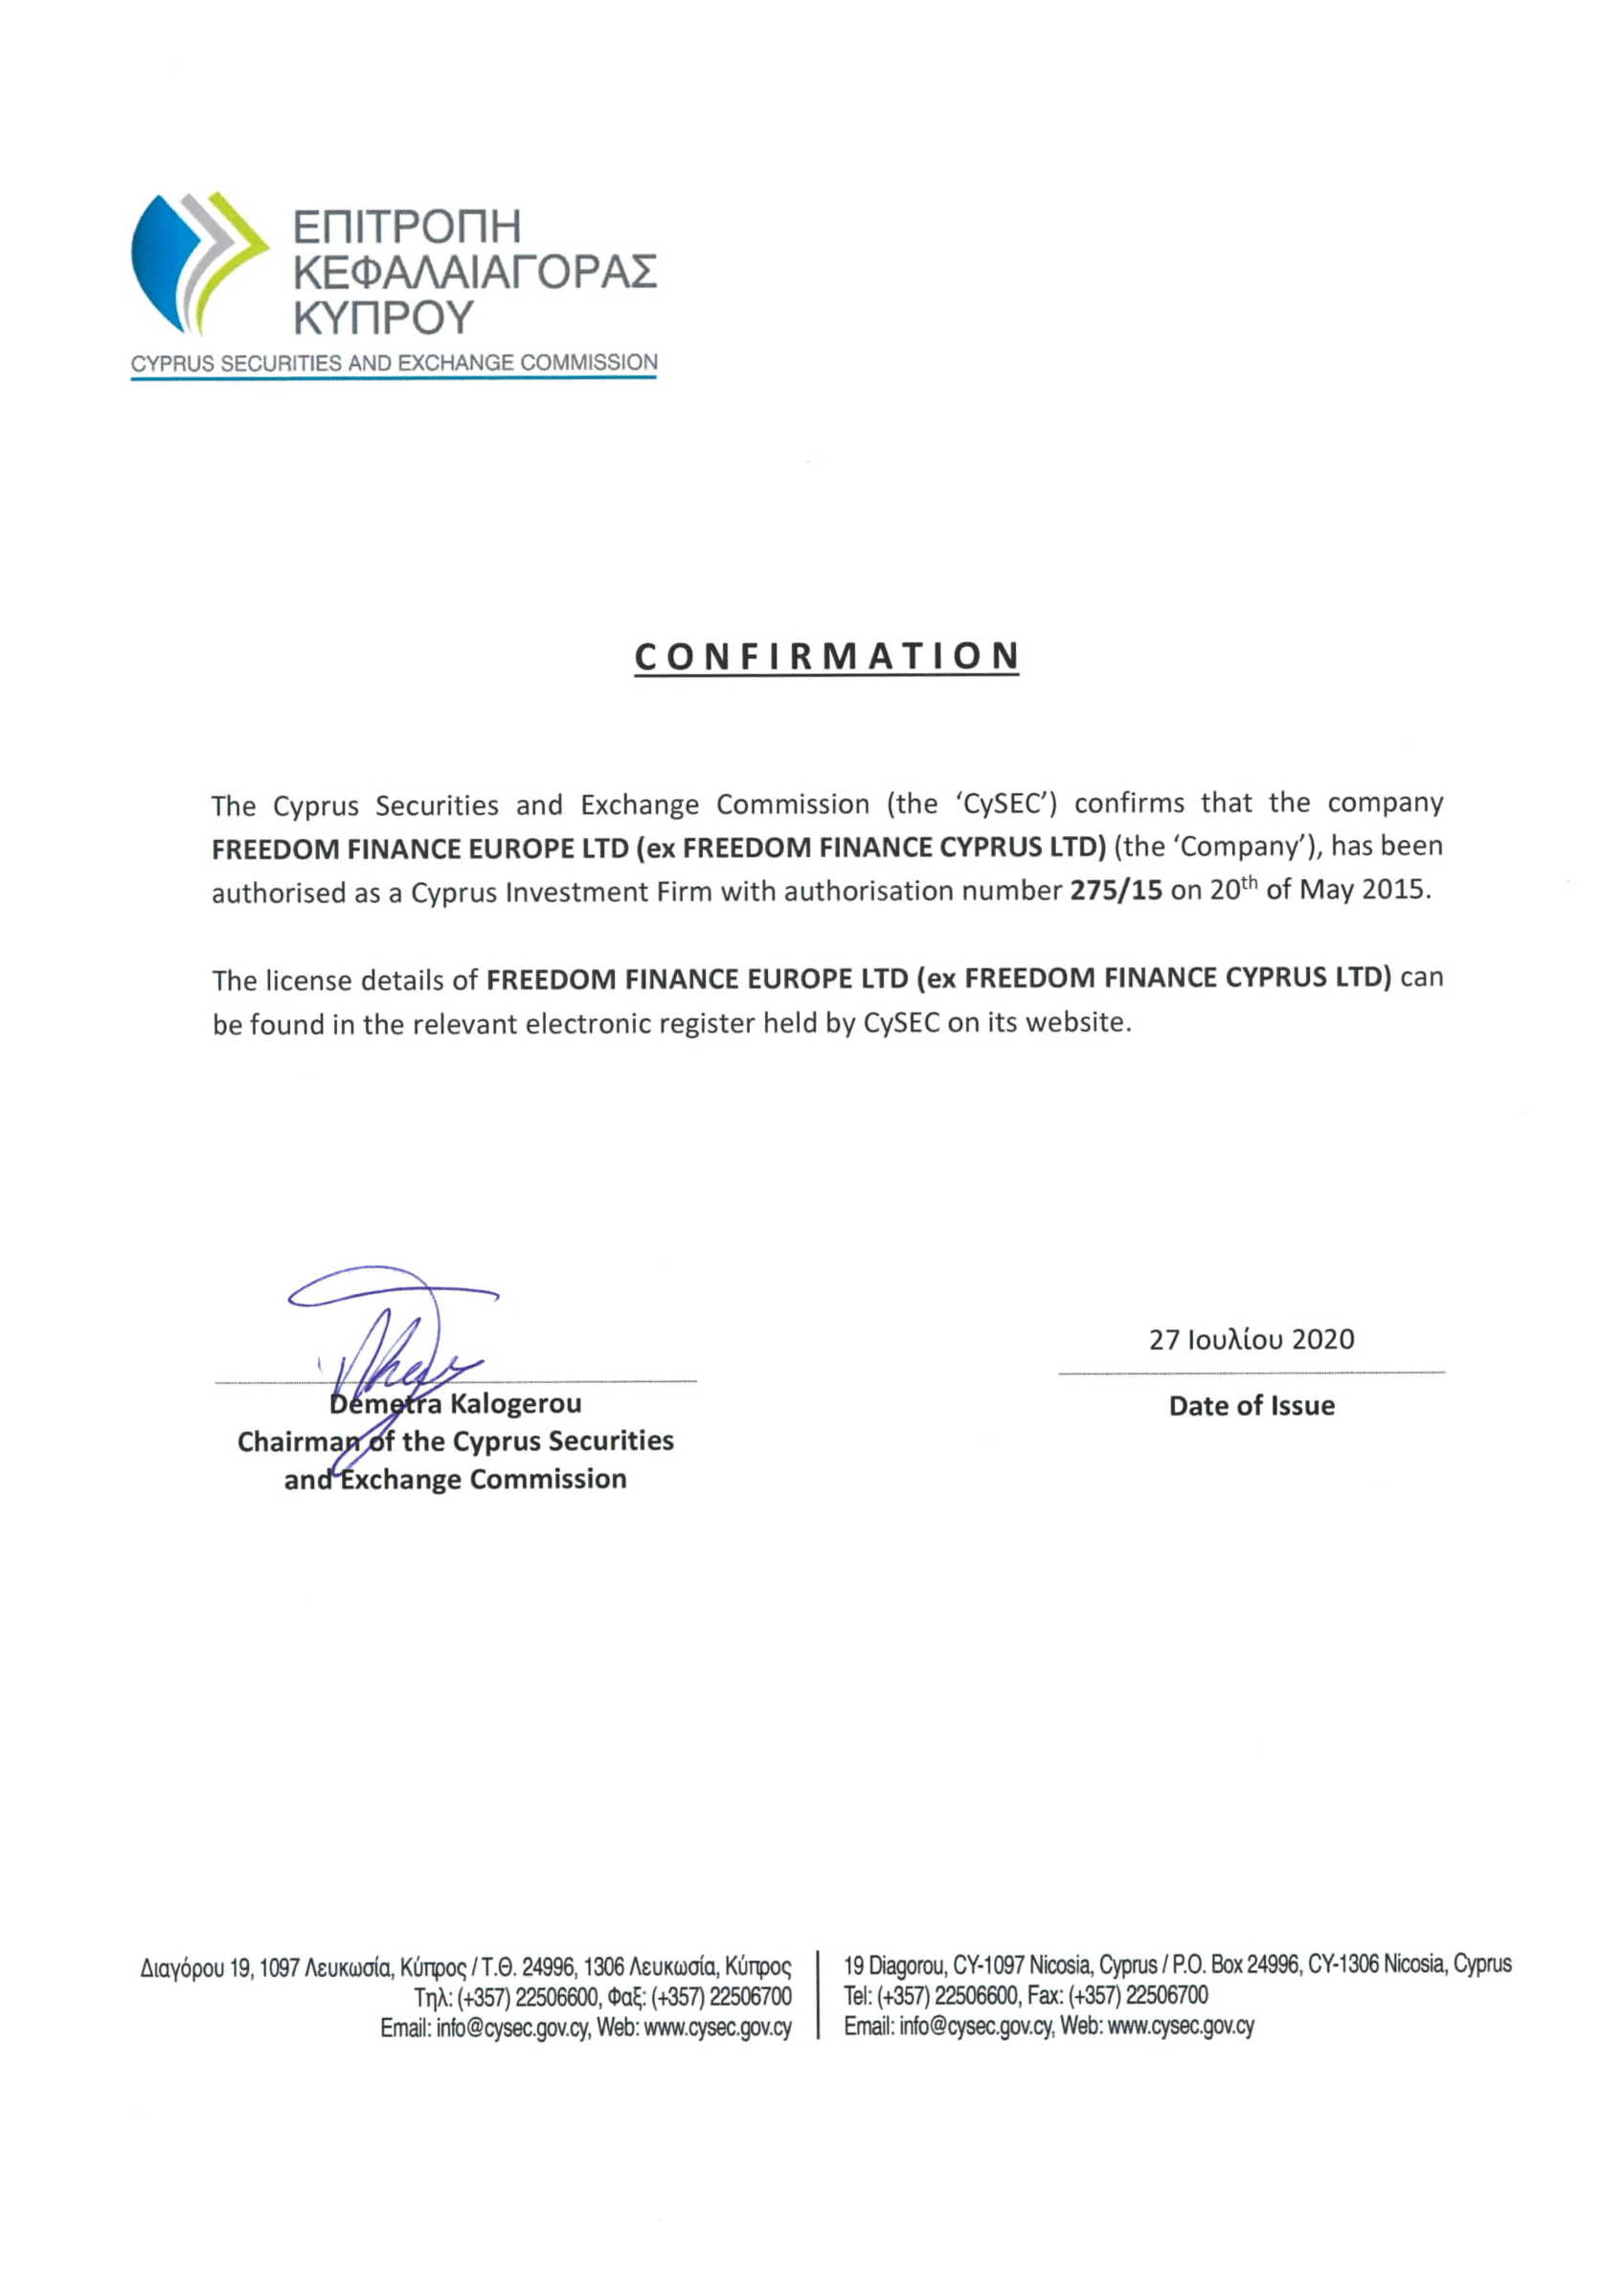 ΕΠΙΤΡΟΠΗ
ΚΕΦΑΛΑΙΑΓΟΡΑΣ
ΚΥΠΡΟΥ
CYPRUS SECURITIES AND EXCHANGE COMMISSION
CONFIRMATION
The Cyprus Securities and Exchange Commission (the ‘CySEC’) confirms that the company
FREEDOM FINANCE EUROPE LTD (ex FREEDOM FINANCE CYPRUS LTD) (the ‘Company’), has been
authorised as a Cyprus Investment Firm with authorisation number 275/15 on 20th of May 2015.
The license details of FREEDOM FINANCE EUROPE LTD (ex FREEDOM FINANCE CYPRUS LTD) can
be found in the relevant electronic register held by CySEC on its website.
Demetra Kalogerou
Chairman of the Cyprus Securities
and Exchange Commission
27 Ιουλίου 2020
Date of Issue
Διαγόρου 19, 1097 Λευκωσία, Κύπρος / Τ.Θ. 24996, 1306 Λευκωσία, Κύπρος
Τηλ: (+357) 22506600, Φαξ: (+357) 22506700
Email: info@cysec.gov.cy, Web: www.cysec.gov.cy
19 Diagorou, CY-1097 Nicosia, Cyprus / P.O. Box 24996, CY-1306 Nicosia, Cyprus
Tel: (+357) 22506600, Fax: (+357) 22506700
Email: info@cysec.gov.cy, Web: www.cysec.gov.cy